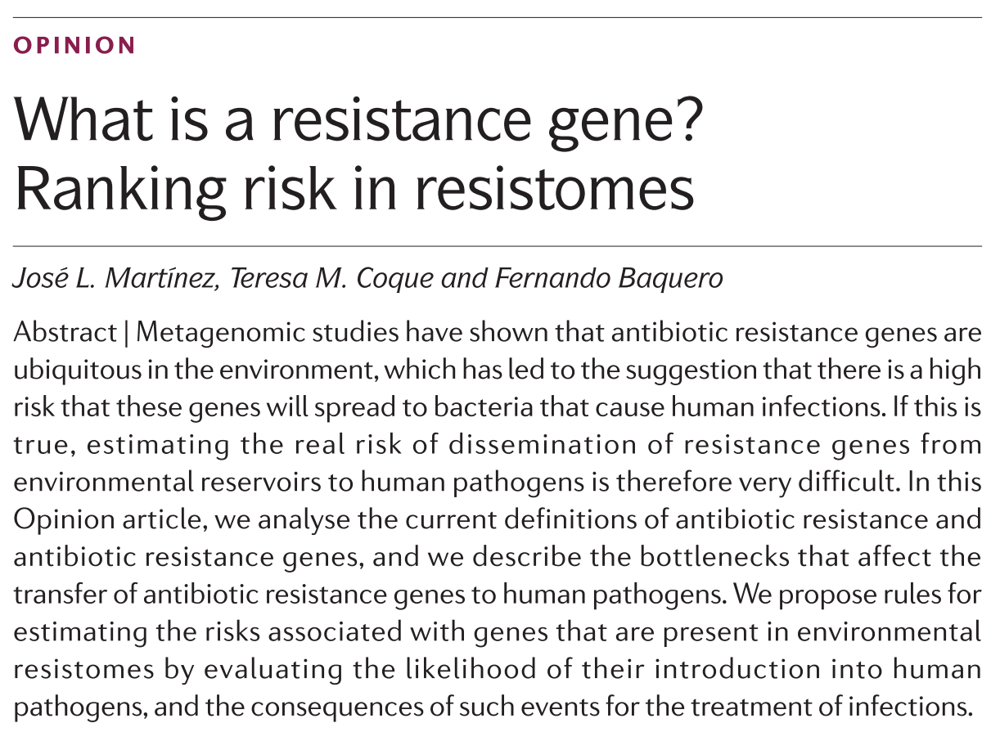 OPINION
What is a resistance gene?
Ranking risk in resistomes
José L. Martínez, Teresa M. Coque and Fernando Baquero
Abstract | Metagenomic studies have shown that antibiotic resistance genes are
ubiquitous in the environment, which has led to the suggestion that there is a high
risk that these genes will spread to bacteria that cause human infections. If this is
true, estimating the real risk of dissemination of resistance genes from
environmental reservoirs to human pathogens is therefore very difficult. In this
Opinion article, we analyse the current definitions of antibiotic resistance and
antibiotic resistance genes, and we describe the bottlenecks that affect the
transfer of antibiotic resistance genes to human pathogens. We propose rules for
estimating the risks associated with genes that are present in environmental
resistomes by evaluating the likelihood of their introduction into human
pathogens, and the consequences of such events for the treatment of infections.